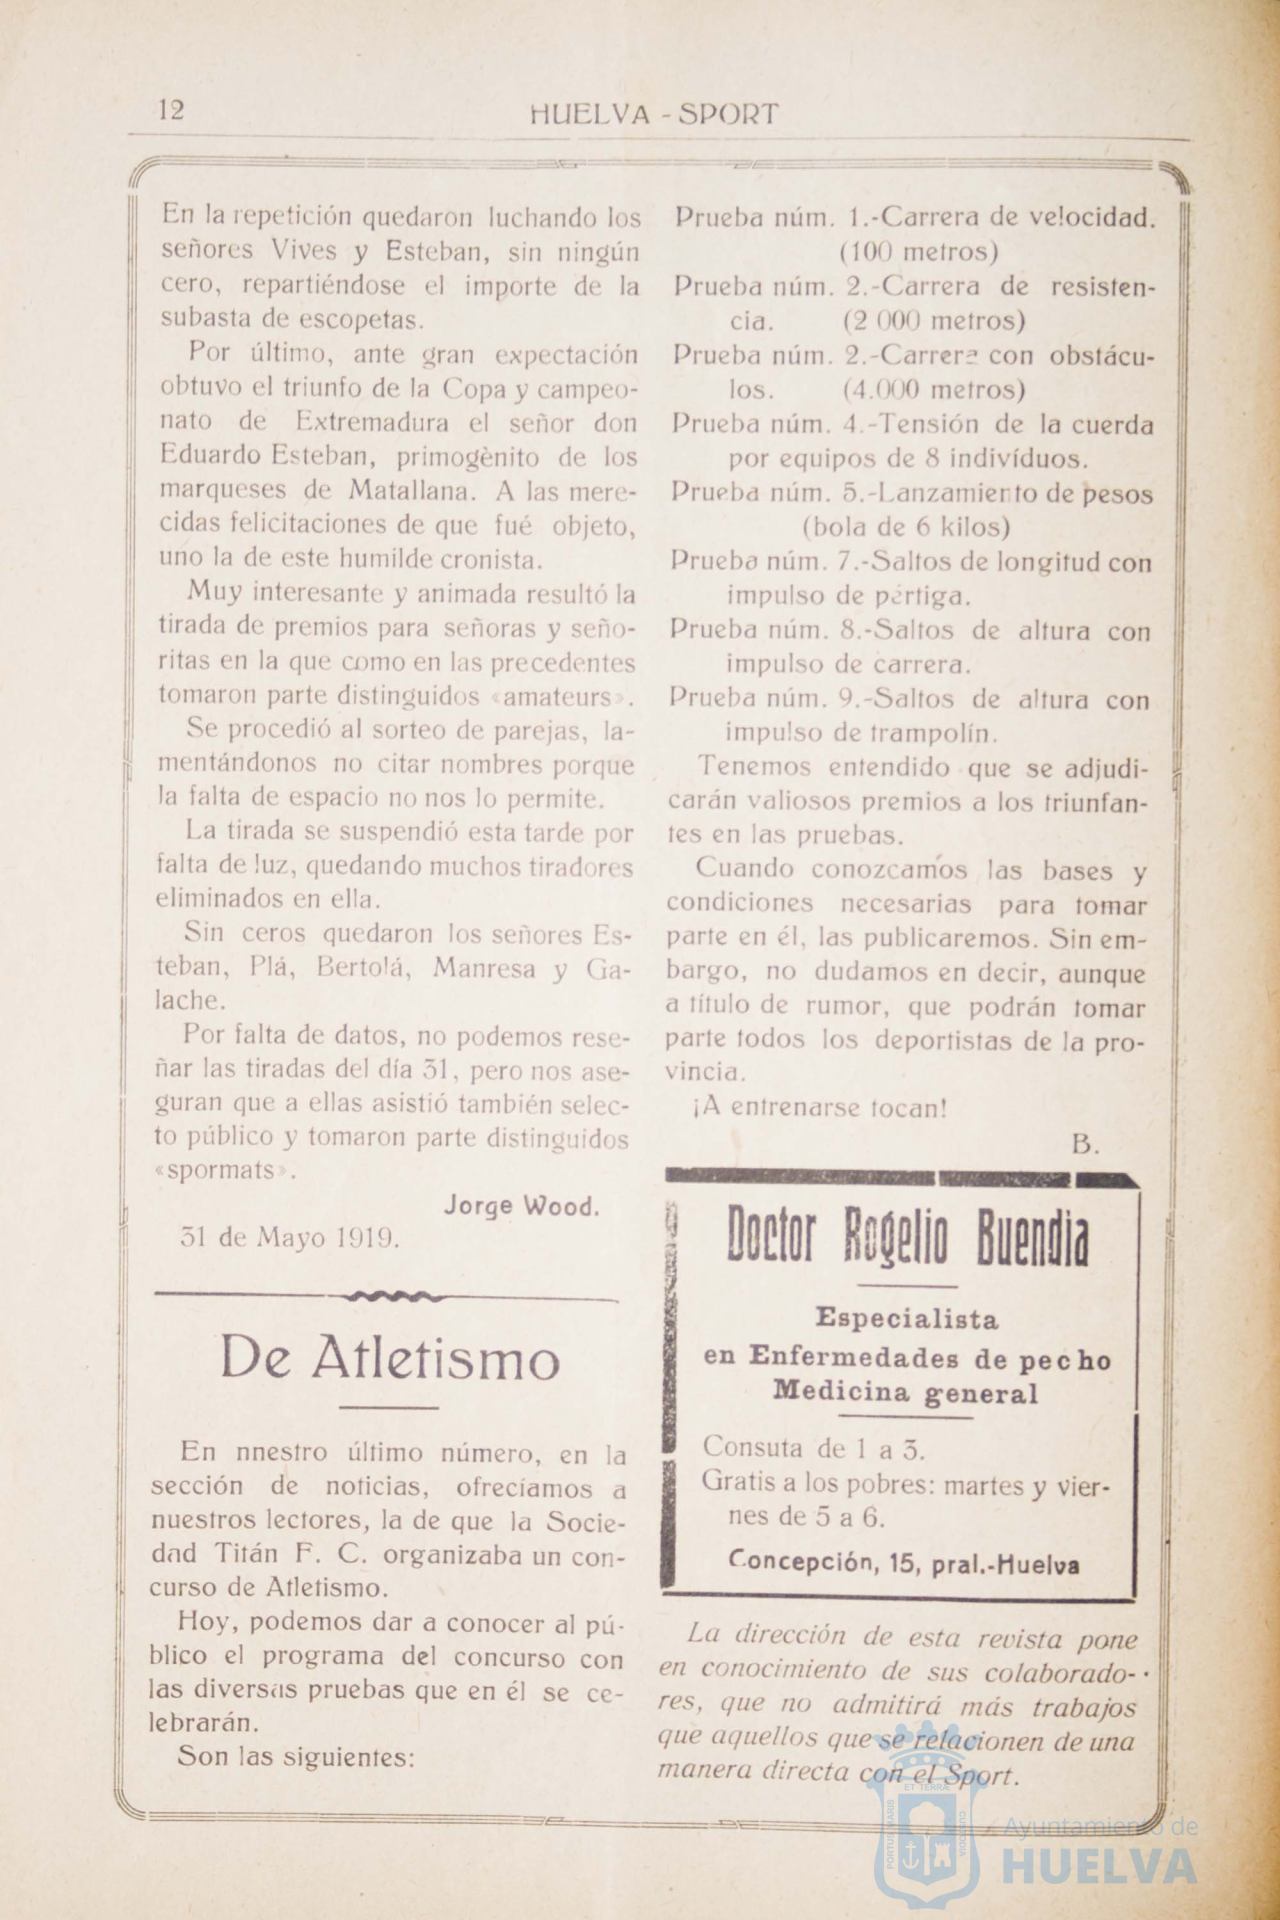 12
HUELVA - SPORT
En la repetición quedaron luchando los
señores Vives y Esteban, sin ningún
cero, repartiéndose el importe de la
subasta de escopetas.
Por último, ante gran expectación
obtuvo el triunfo de la Copa y campeo-
nato de Extremadura el señor don
Eduardo Esteban, primogènito de los
marqueses de Matallana. A las mere-
cidas felicitaciones de que fué objeto,
uno la de este humilde cronista.
Muy interesante y animada resultó la
tirada de premios para señoras y seño-
ritas en la que como en las precedentes
tomaron parte distinguidos «amateurs».
Se procedió al sorteo de parejas, la-
mentándonos no citar nombres porque
la falta de espacio no nos lo permite.
La tirada se suspendió esta tarde por
falta de luz, quedando muchos tiradores
eliminados en ella.
Sin ceros quedaron los señores Es-
teban, Plá, Bertolá, Manresa y Ga-
lache.
Por falta de datos, no podemos rese-
ñar las tiradas del día 31, pero nos ase-
guran que a ellas asistió también selec-
to público y tomaron parte distinguidos
«spormats».
Jorge Wood.
31 de Mayo 1919.
De Atletismo
En nnestro último número, en la
sección de noticias, ofreciamos a
nuestros lectores, la de que la Socie-
dad Titán F. C. organizaba un con-
curso de Atletismo.
Hoy, podemos dar a conocer al pú-
blico el programa del concurso con
las diversas pruebas que en él se ce-
lebrarán.
Son las siguientes:
Prueba núm. 1.-Carrera de velocidad.
(100 metros)
Prueba núm. 2.-Carrera de resisten-
cia. (2 000 metros)
Prueba núm. 2.-Carrera con obstácu-
los. (4.000 metros)
Prueba núm. 4.-Tensión de la cuerda
por equipos de 8 indivíduos.
Prueba núm. 5.-Lanzamiento de pesos
(bola de 6 kilos)
Prueba núm. 7.-Saltos de longitud con
impulso de pértiga.
Prueba núm. 8.-Saltos de altura con
impulso de carrera.
Prueba núm. 9.-Saltos de altura con
impulso de trampolín.
Tenemos entendido que se adjudi-
carán valiosos premios a los triunfan-
tes en las pruebas.
Cuando conozcamos las bases y
condiciones necesarias para tomar
parte en él, las publicaremos. Sin em-
bargo, no dudamos en decir, aunque
a título de rumor, que podrán tomar
parte todos los deportistas de la pro-
vincia.
¡A entrenarse tocan!
B.
Doctor Rogelio Buendia
Especialista
en Enfermedades de pecho
Medicina general
Consuta de 1 a 3.
Gratis a los pobres: martes y vier-
nes de 5 a 6.
Concepción, 15, pral.-Huelva
La dirección de esta revista pone
en conocimiento de sus colaborado-
res, que no admitirá más trabajos
que aquellos que se relacionen de una
manera directa con el Sport.
ET TERRÆ
PORTUS MARIS
CUSTODIA
Ayuntamiento de
HUELVA